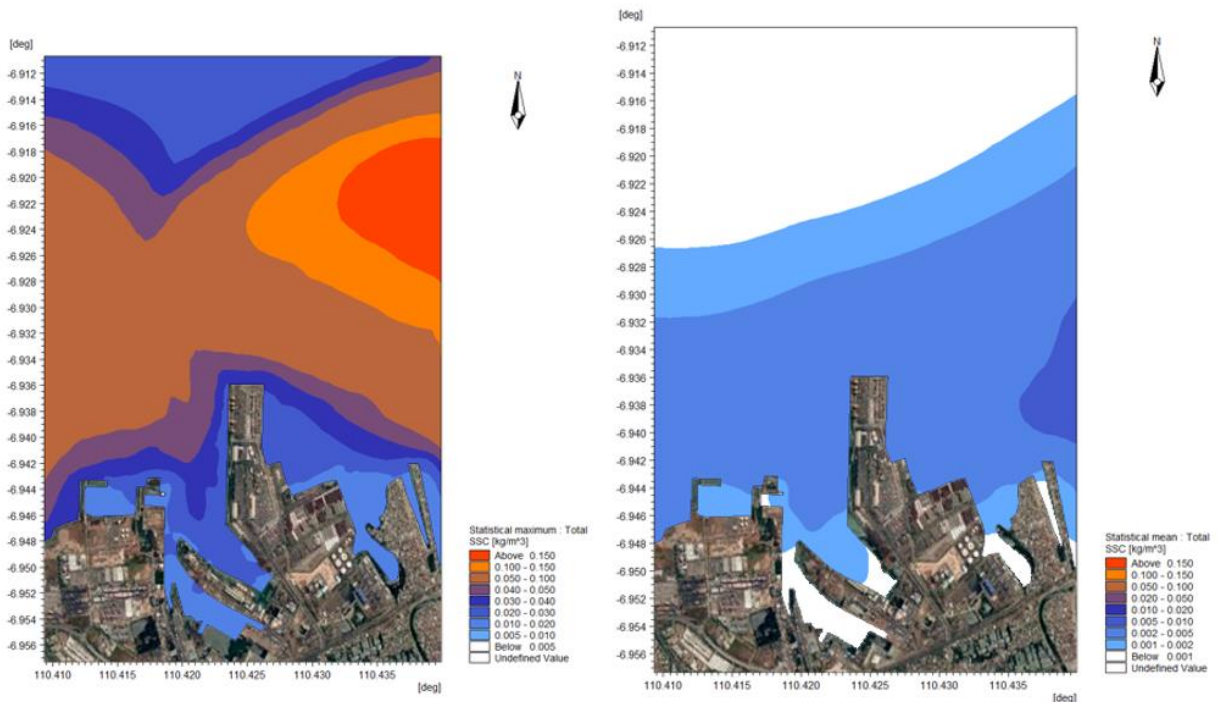 [deg]
N
-6.912
-6.914
-6.916
-6.918
-6.920
-6.922
-6.924
-6.926
-6.928
-6.930
-6.932
-6.934
-6.936
-6.938
-6.940
-6.942
-6.944
-6.946
-6.948
-6.950
-6.952
-6.954
-6.956
110.410 110.415 110.420 110.425 110.430 110.435
[deg]
Statistical maximum : Total
SSC [kg/m^3]
Above 0.150
0.100 - 0.150
0.050 - 0.100
0.040 - 0.050
0.030 - 0.040
0.020 - 0.030
0.010 - 0.020
0.005 - 0.010
Below 0.005
Undefined Value
[deg]
N
-6.912
-6.914
-6.916
-6.918
-6.920
-6.922
-6.924
-6.926
-6.928
-6.930
-6.932
-6.934
-6.936
-6.938
-6.940
-6.942
-6.944
-6.946
-6.948
-6.950
-6.952
-6.954
-6.956
110.410 110.415 110.420 110.425 110.430 110.435
[deg]
Statistical mean : Total
SSC [kg/m^3]
Above 0.150
0.100 - 0.150
0.050 - 0.100
0.020 - 0.050
0.010 - 0.020
0.005 - 0.010
0.002 - 0.005
0.001 - 0.002
Below 0.001
Undefined Value